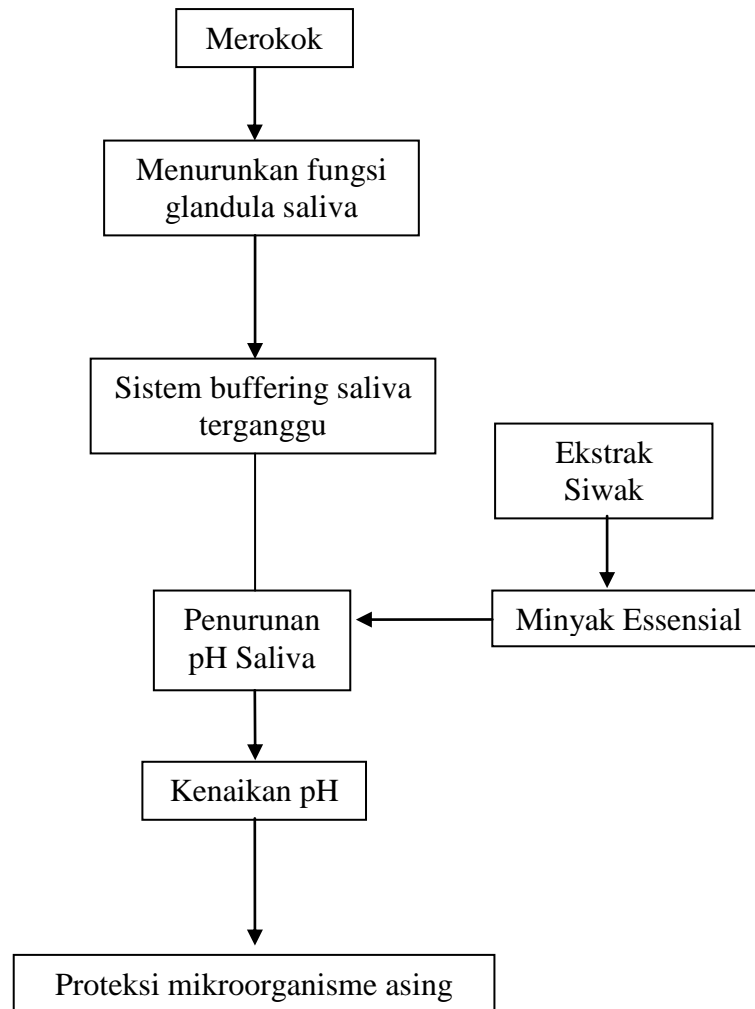 Merokok
Menurunkan fungsi
glandula saliva
Sistem buffering saliva
terganggu
Ekstrak
Siwak
Penurunan
pH Saliva
Minyak Essensial
Kenaikan pH
Proteksi mikroorganisme asing